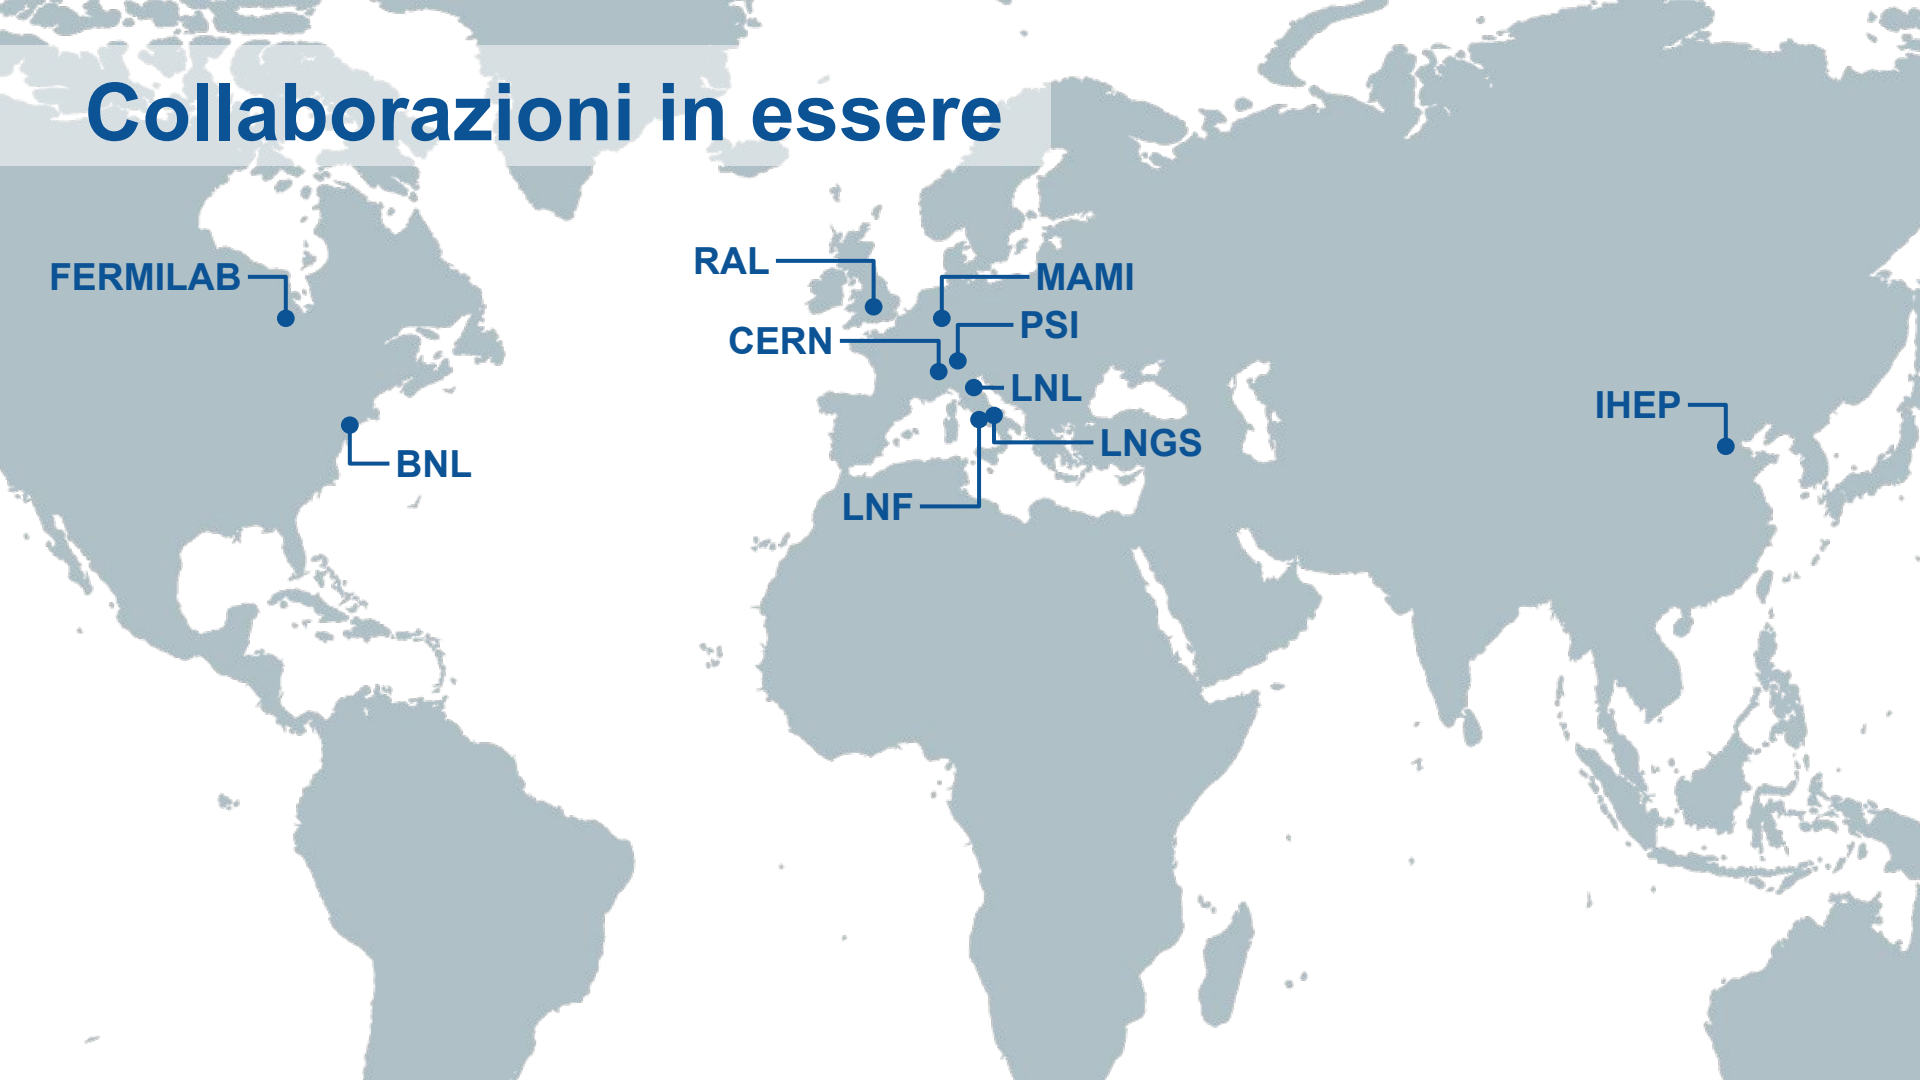 Collaborazioni in essere
FERMILAB
RAL
MAMI
PSI
CERN
LNL
IHEP
LNGS
BNL
LNF